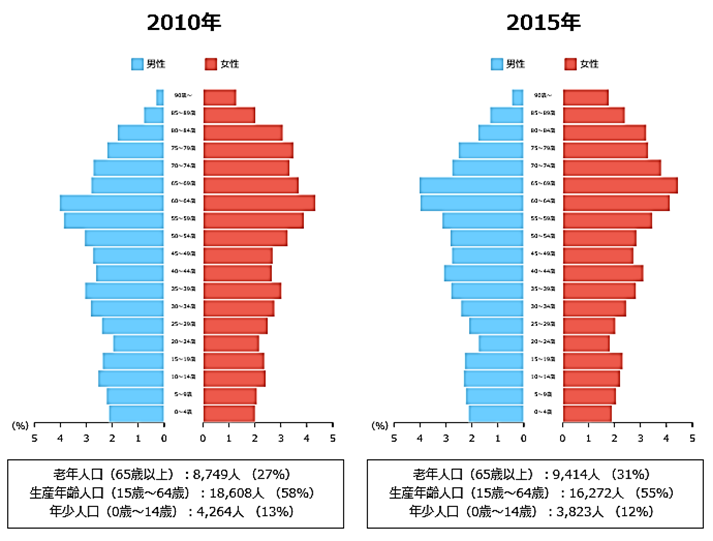 2010年
男性 女性
90歳～
85～89歳
80～84歳
75～79歳
70～74歳
65～69歳
60～64歳
55～59歳
50～54歳
45～49歳
40～44歳
35～39歳
30～34歳
25～29歳
20～24歳
15～19歳
10～14歳
5～9歳
0～4歳
(%) 5 4 3 2 1 0 0 1 2 3 4 5
老年人口（65歳以上）：8,749人 （27%）
生産年齢人口（15歳～64歳）：18,608人 （58%）
年少人口（0歳～14歳）：4,264人 （13%）
2015年
男性 女性
90歳～
85～89歳
80～84歳
75～79歳
70～74歳
65～69歳
60～64歳
55～59歳
50～54歳
45～49歳
40～44歳
35～39歳
30～34歳
25～29歳
20～24歳
15～19歳
10～14歳
5～9歳
0～4歳
(%) 5 4 3 2 1 0 0 1 2 3 4 5
老年人口（65歳以上）：9,414人 （31%）
生産年齢人口（15歳～64歳）：16,272人 （55%）
年少人口（0歳～14歳）：3,823人 （12%）